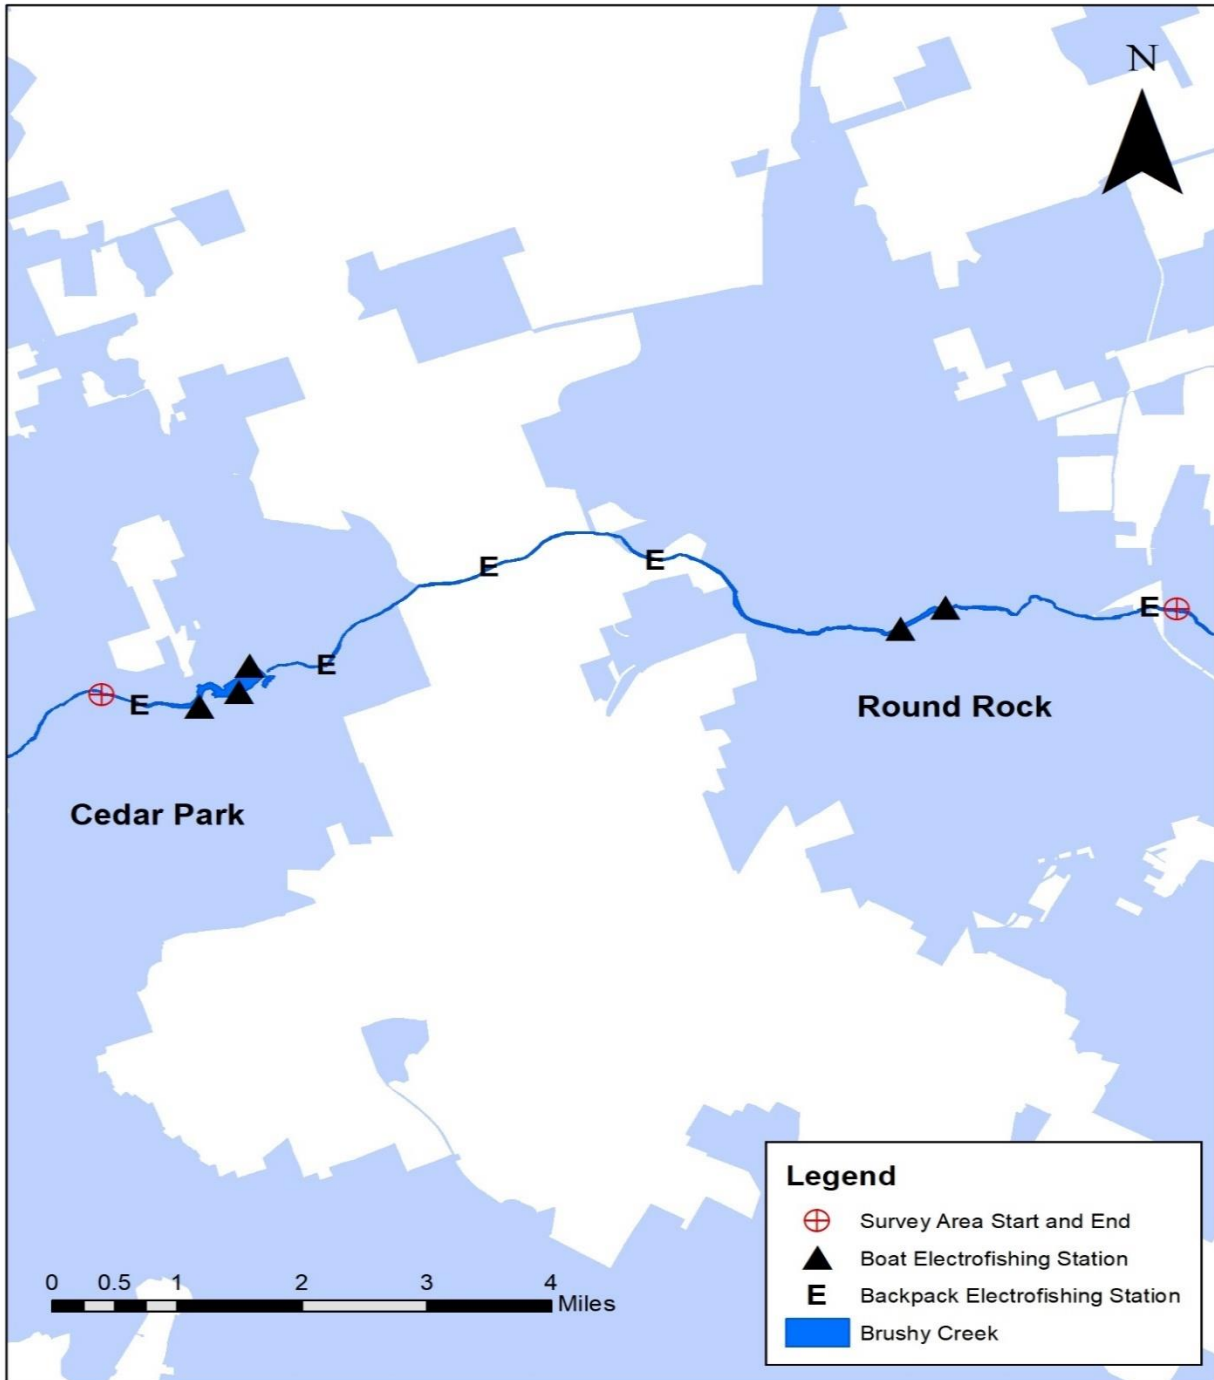 N
E
E
E
E
E
Round Rock
Cedar Park
Legend
Survey Area Start and End
Boat Electrofishing Station
E Backpack Electrofishing Station
Brushy Creek
0 0.5 1 2 3 4
Miles